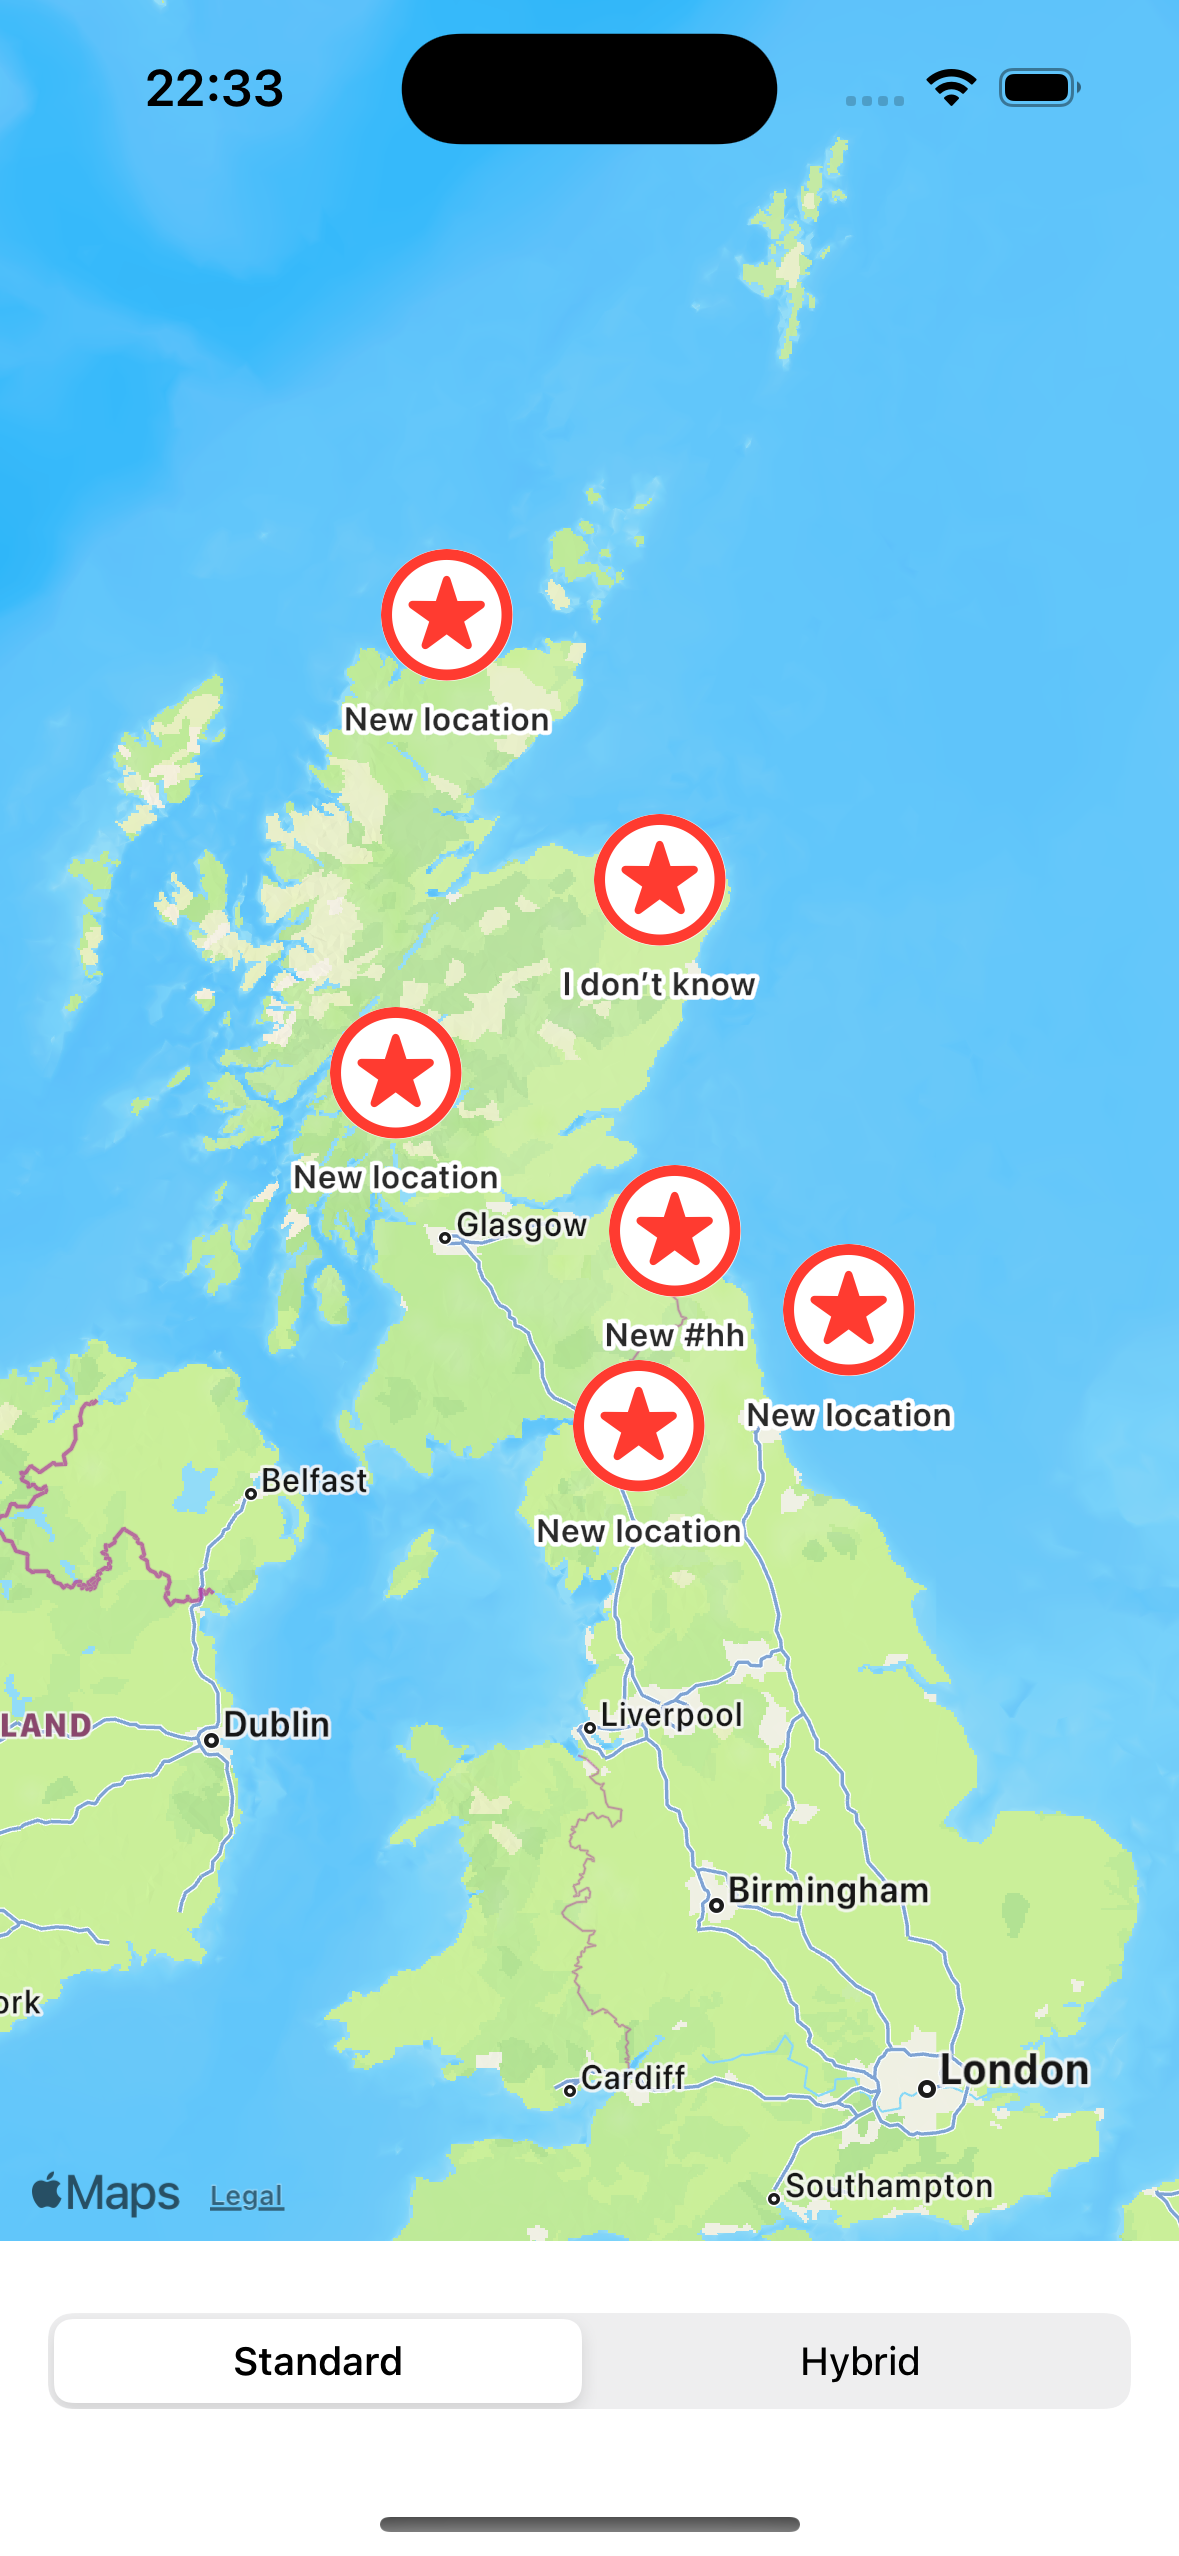 22:33
New location
I don’t know
New location
Glasgow
New #hh
New location
Belfast
New location
Liverpool
LAND
Dublin
Birmingham
ork
London
Cardiff
Southampton
Maps Legal
Standard Hybrid